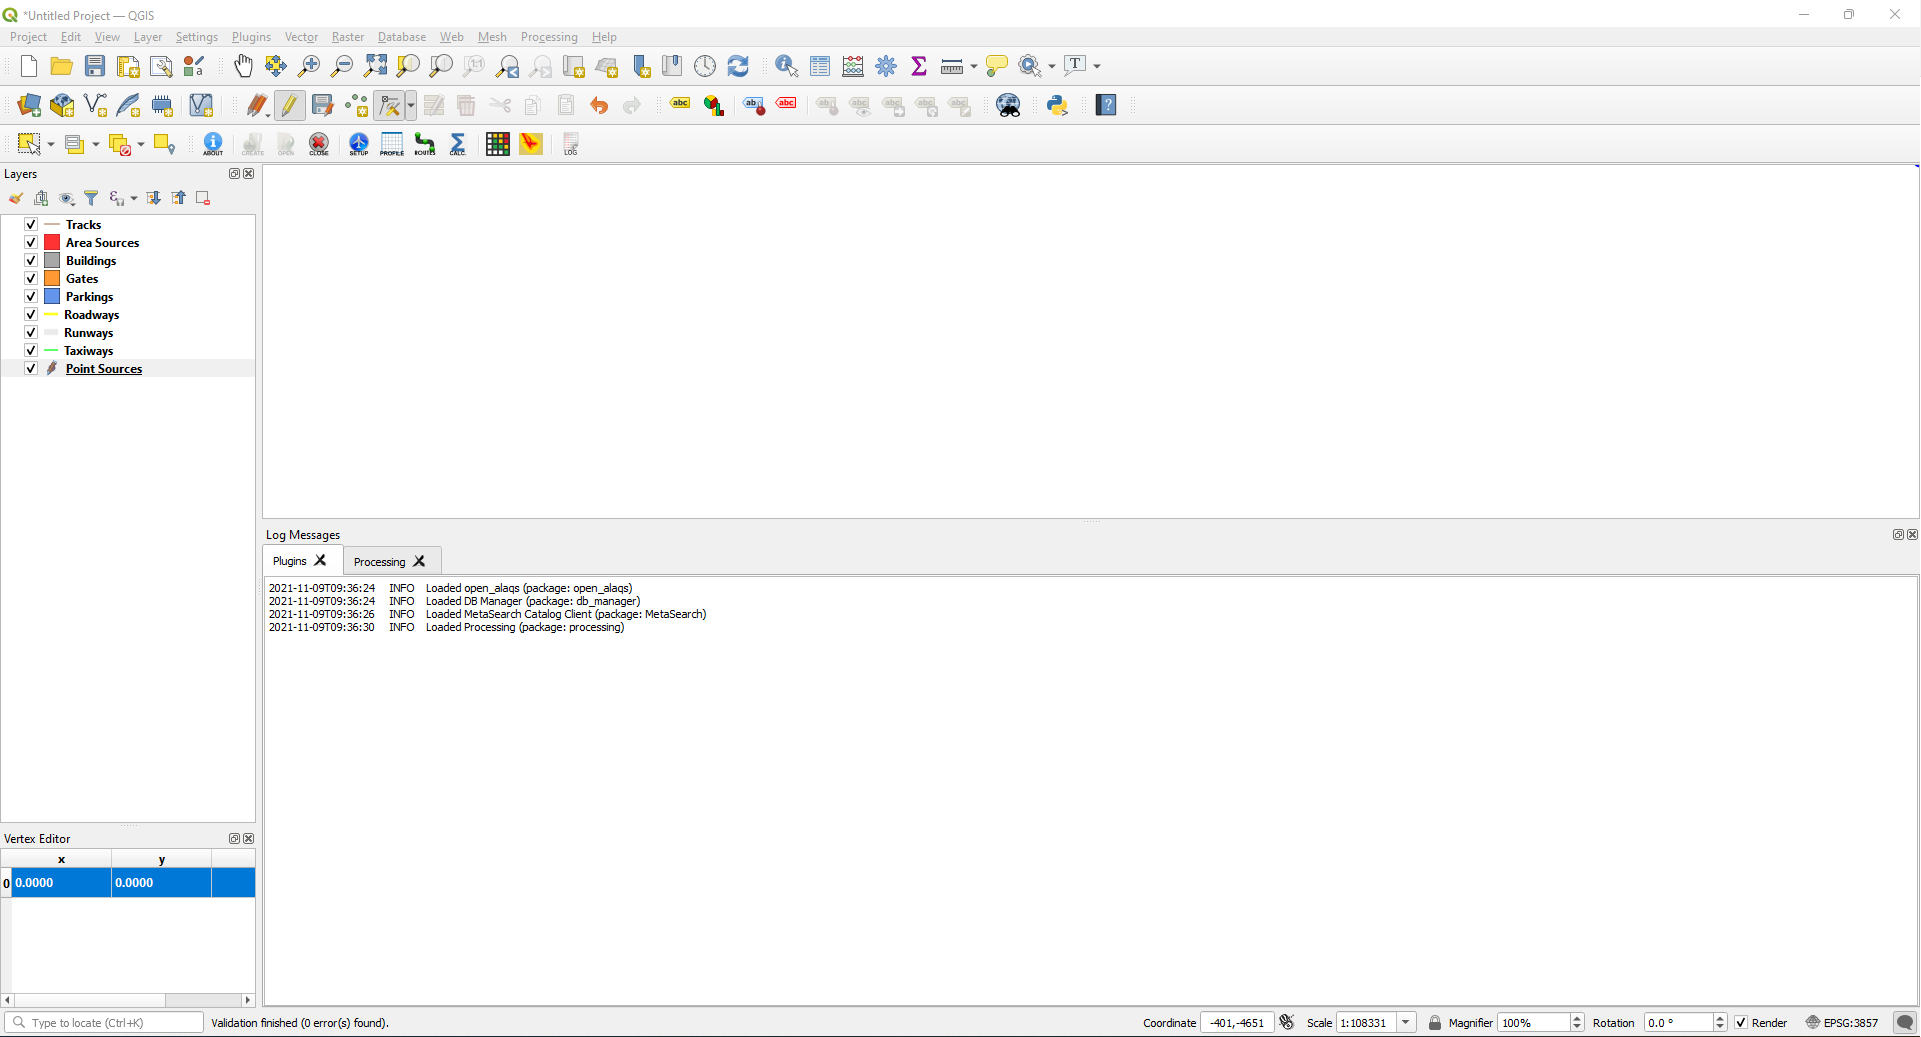 *Untitled Project — QGIS
Project Edit View Layer Settings Plugins Vector Raster Database Web Mesh Processing Help
abc abc abc
ABOUT CREATE OPEN CLOSE SETUP PROFILE ROUTES CALC. LOG
Layers
Tracks
Area Sources
Buildings
Gates
Parkings
Roadways
Runways
Taxiways
Point Sources
Log Messages
Plugins Processing
2021-11-09T09:36:24 INFO Loaded open_alaqs (package: open_alaqs)
2021-11-09T09:36:24 INFO Loaded DB Manager (package: db_manager)
2021-11-09T09:36:26 INFO Loaded MetaSearch Catalog Client (package: MetaSearch)
2021-11-09T09:36:30 INFO Loaded Processing (package: processing)
Vertex Editor
x y
0 0.0000 0.0000
Type to locate (Ctrl+K) Validation finished (0 error(s) found). Coordinate -401,-4651 Scale 1:108331 Magnifier 100% Rotation 0.0 ° Render EPSG:3857